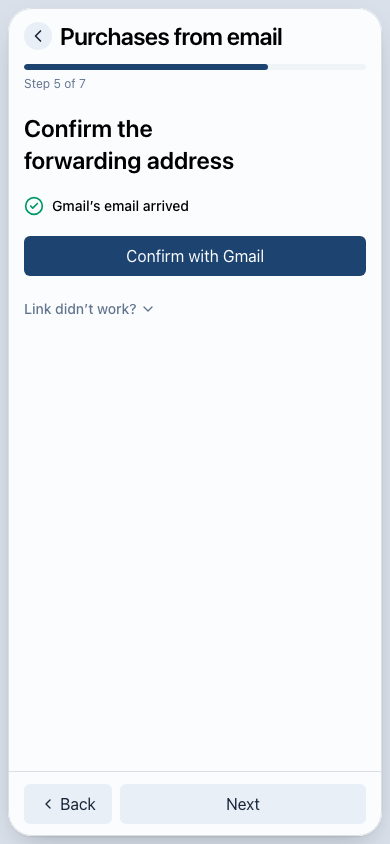 Purchases from email
Step 5 of 7
Confirm the
forwarding address
Gmail’s email arrived
Confirm with Gmail
Link didn’t work?
Back
Next